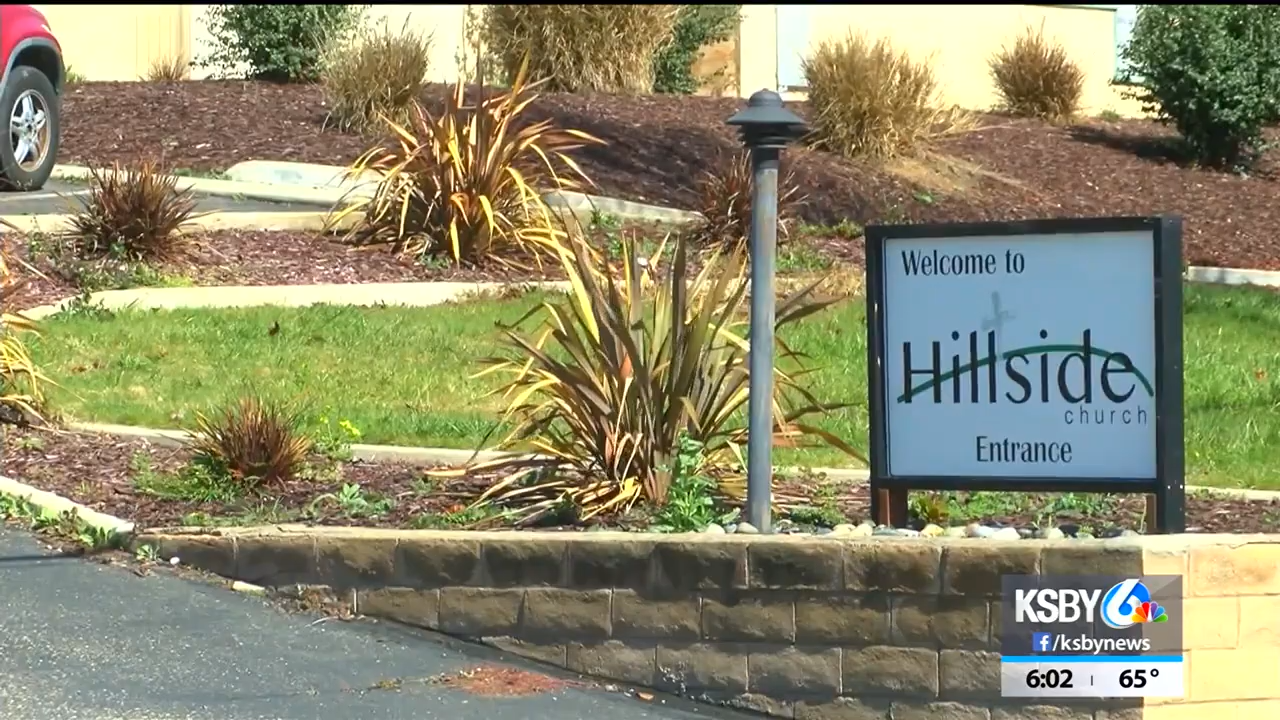 Welcome to
Hillside
church
Entrance
KSBY 6
f/ksbynews
6:02 65°